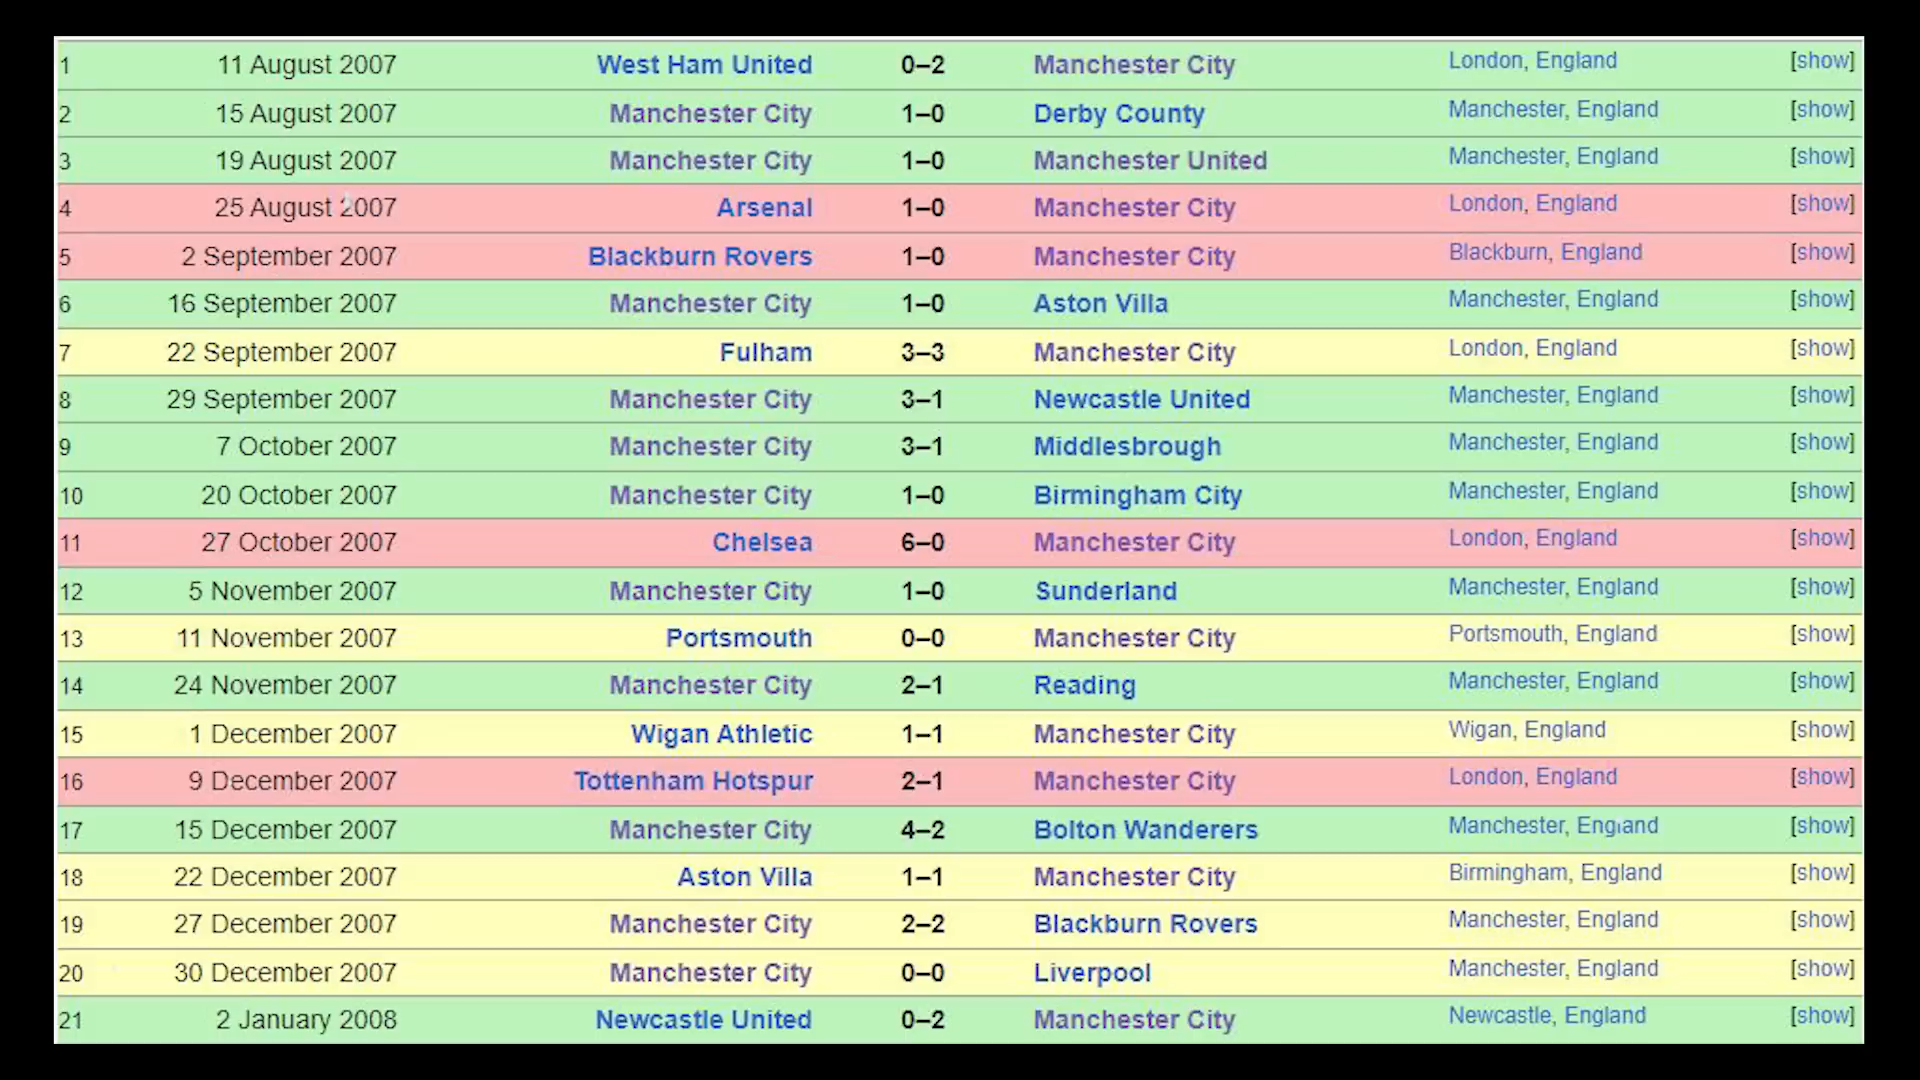 1 11 August 2007 West Ham United 0–2 Manchester City London, England [show]
2 15 August 2007 Manchester City 1–0 Derby County Manchester, England [show]
3 19 August 2007 Manchester City 1–0 Manchester United Manchester, England [show]
4 25 August 2007 Arsenal 1–0 Manchester City London, England [show]
5 2 September 2007 Blackburn Rovers 1–0 Manchester City Blackburn, England [show]
6 16 September 2007 Manchester City 1–0 Aston Villa Manchester, England [show]
7 22 September 2007 Fulham 3–3 Manchester City London, England [show]
8 29 September 2007 Manchester City 3–1 Newcastle United Manchester, England [show]
9 7 October 2007 Manchester City 3–1 Middlesbrough Manchester, England [show]
10 20 October 2007 Manchester City 1–0 Birmingham City Manchester, England [show]
11 27 October 2007 Chelsea 6–0 Manchester City London, England [show]
12 5 November 2007 Manchester City 1–0 Sunderland Manchester, England [show]
13 11 November 2007 Portsmouth 0–0 Manchester City Portsmouth, England [show]
14 24 November 2007 Manchester City 2–1 Reading Manchester, England [show]
15 1 December 2007 Wigan Athletic 1–1 Manchester City Wigan, England [show]
16 9 December 2007 Tottenham Hotspur 2–1 Manchester City London, England [show]
17 15 December 2007 Manchester City 4–2 Bolton Wanderers Manchester, England [show]
18 22 December 2007 Aston Villa 1–1 Manchester City Birmingham, England [show]
19 27 December 2007 Manchester City 2–2 Blackburn Rovers Manchester, England [show]
20 30 December 2007 Manchester City 0–0 Liverpool Manchester, England [show]
21 2 January 2008 Newcastle United 0–2 Manchester City Newcastle, England [show]